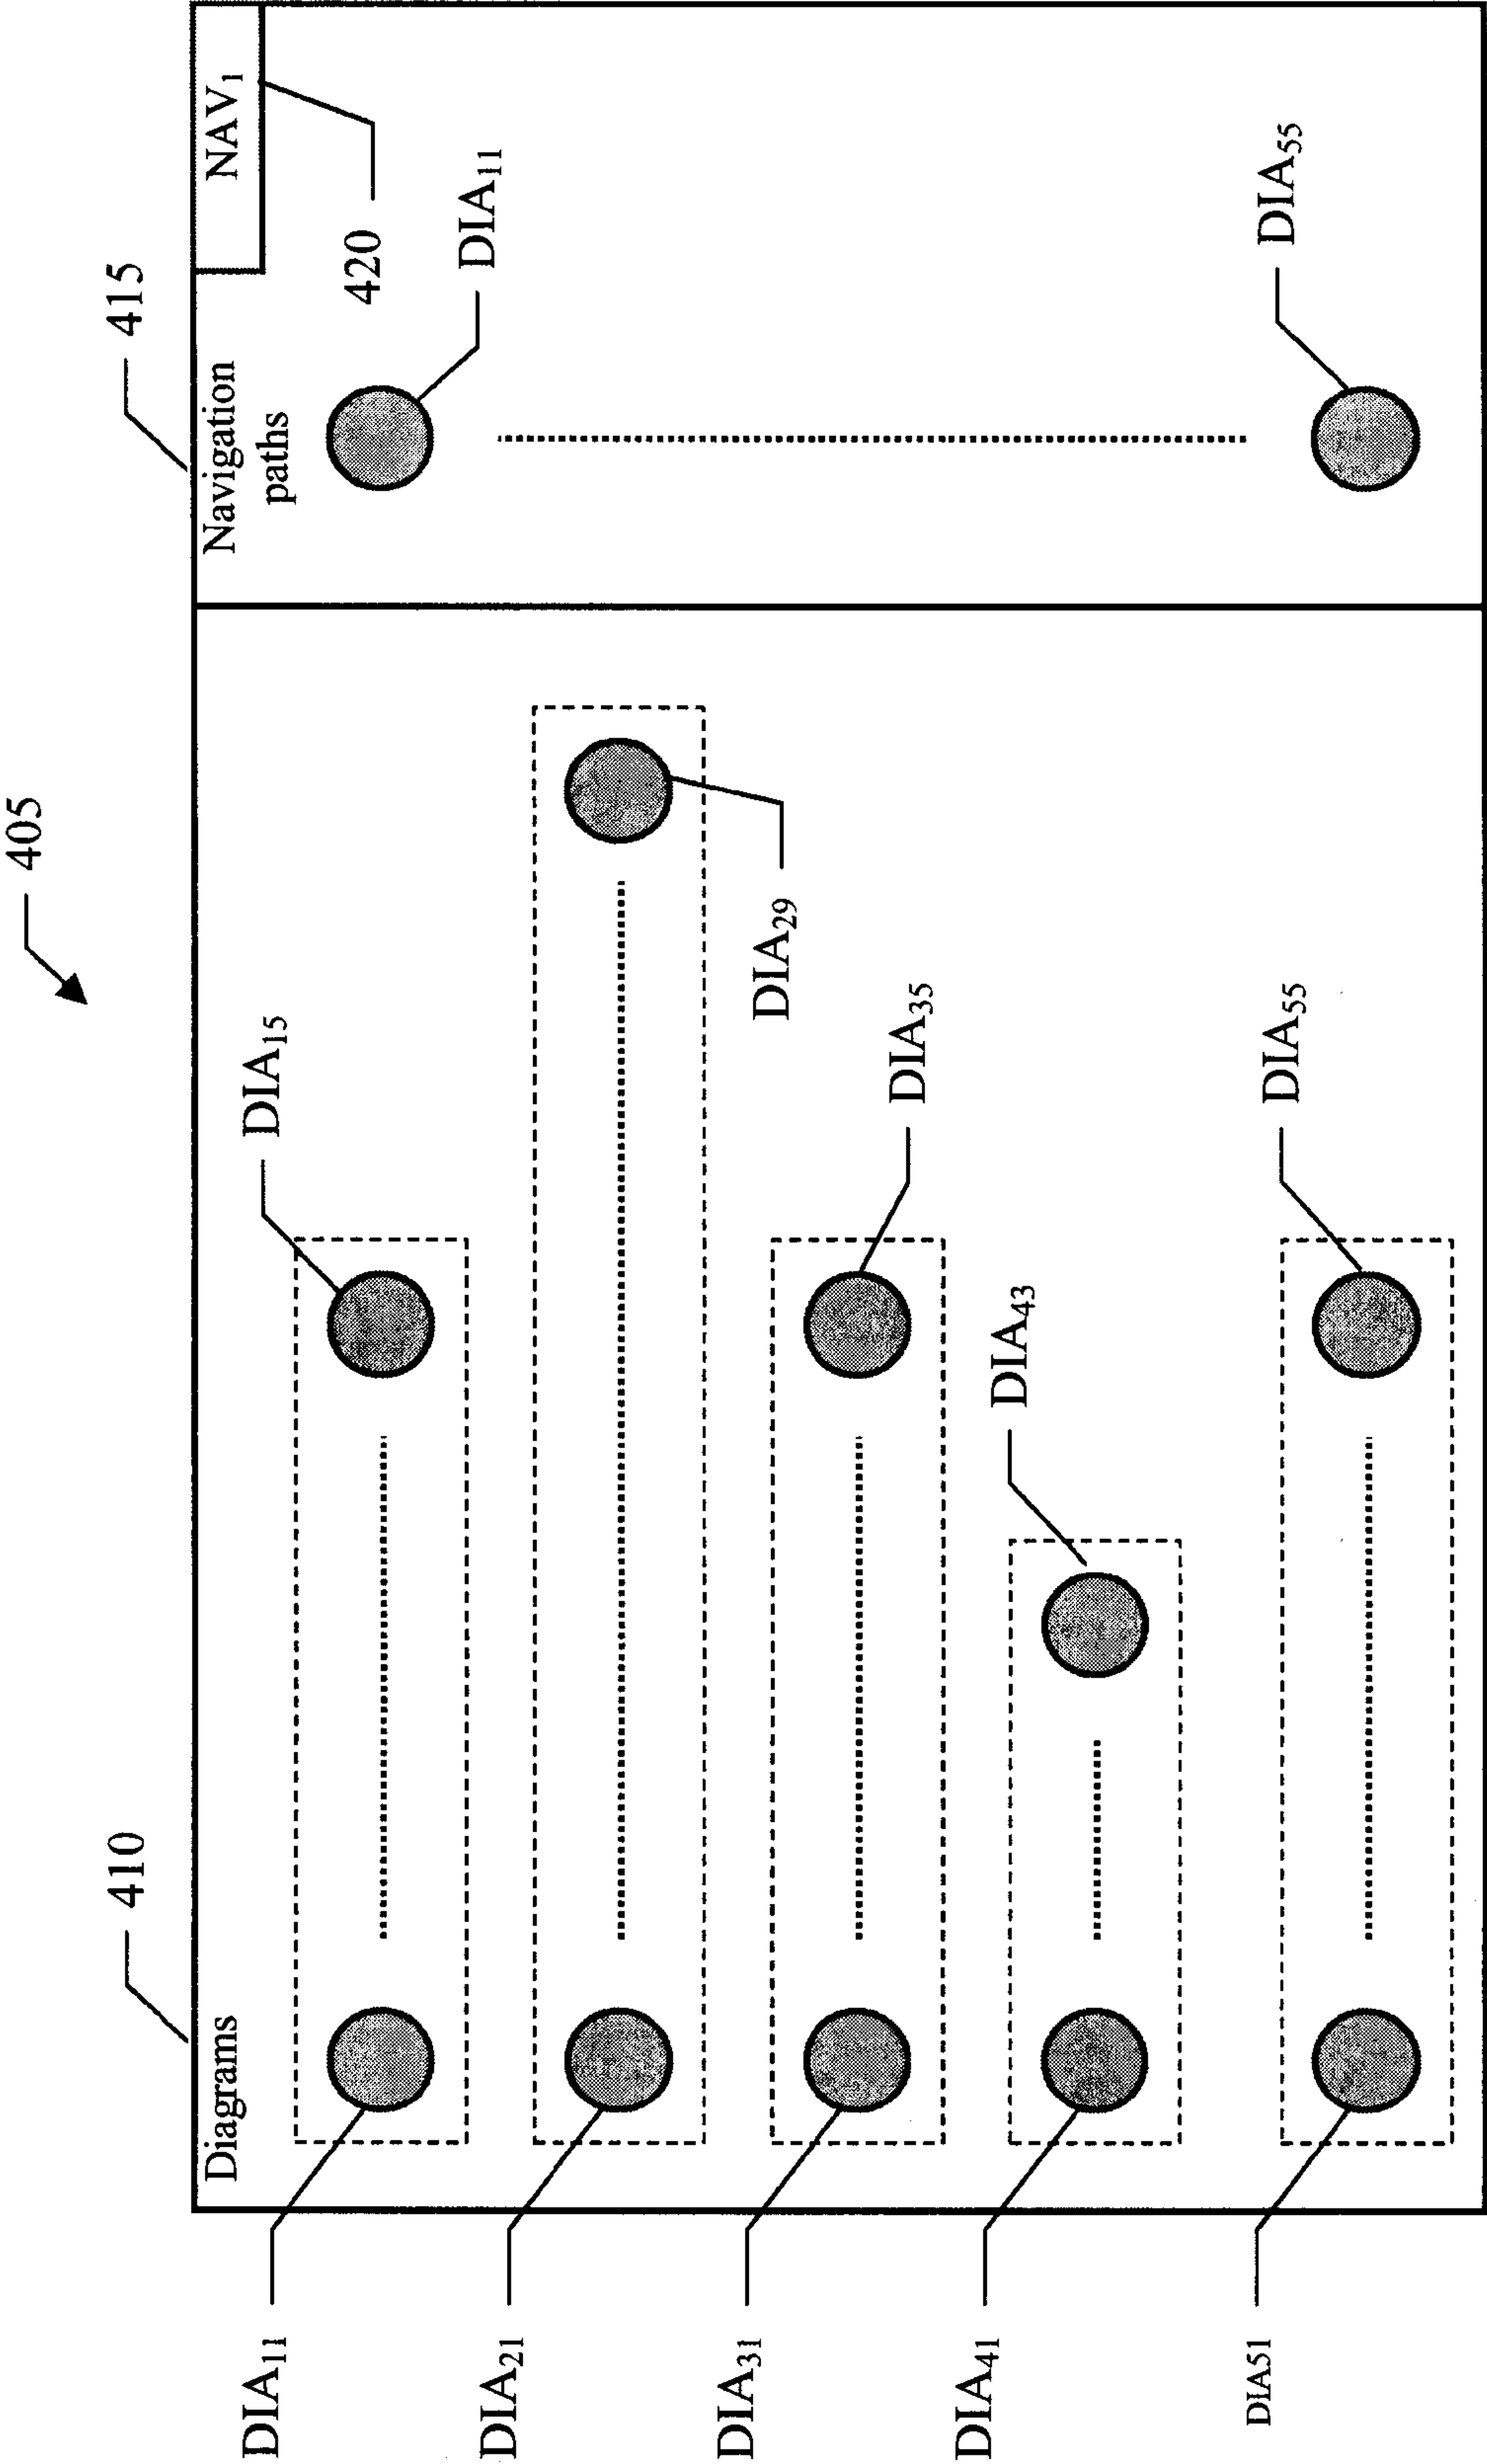 405
410
415
Diagrams
Navigation
paths
NAV₁
420
DIA₁₁
DIA₁₅
DIA₁₁
DIA₂₁
DIA₂₉
DIA₃₁
DIA₃₅
DIA₄₁
DIA₄₃
DIA51
DIA₅₅
DIA₅₅